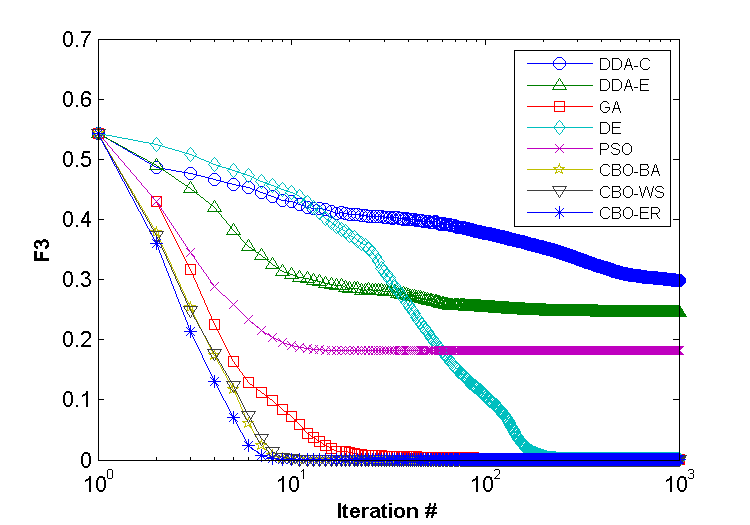 0.7
0.6
0.5
0.4
0.3
0.2
0.1
0
F3
10^0
10^1
10^2
10^3
Iteration #
DDA-C
DDA-E
GA
DE
PSO
CBO-BA
CBO-WS
CBO-ER